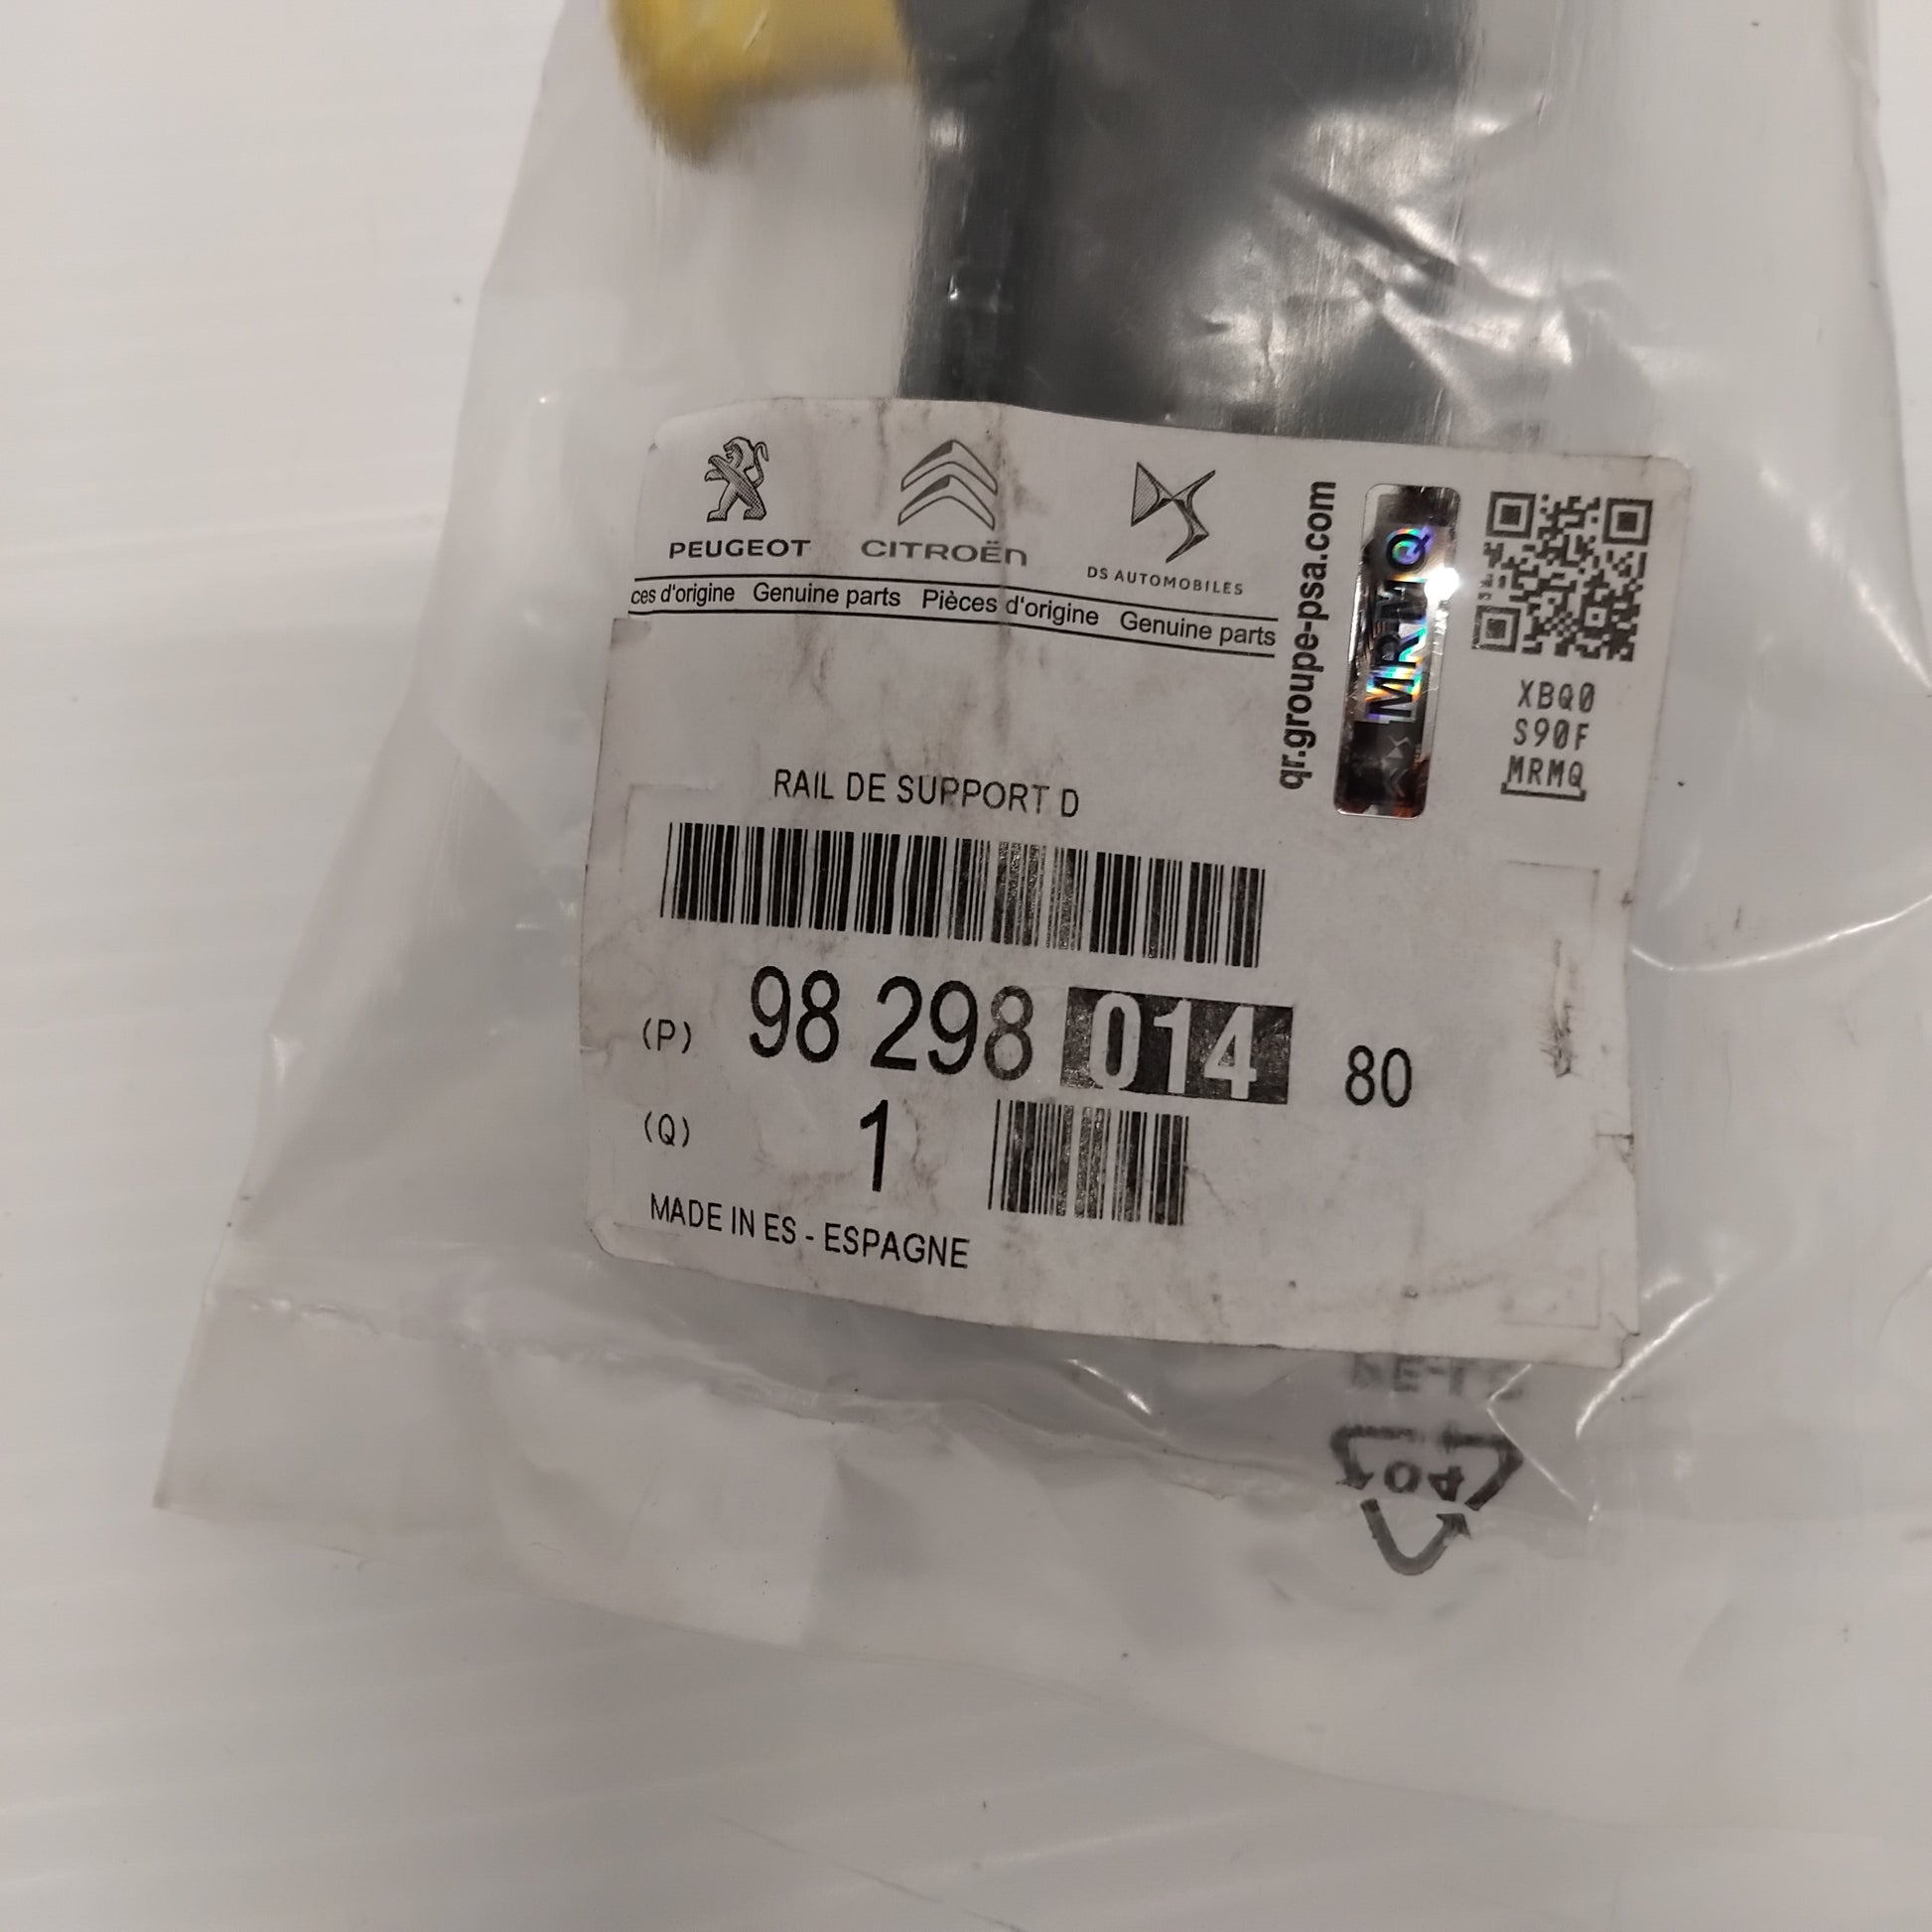 PEUGEOT
CITROËN
DS AUTOMOBILES
ces d'origine Genuine parts Pièces d'origine Genuine parts
qr.groupe-psa.com
MRMQ
XBQ0
S90F
MRMQ
RAIL DE SUPPORT D
(P) 98 298 014 80
(Q) 1
MADE IN ES - ESPAGNE
04